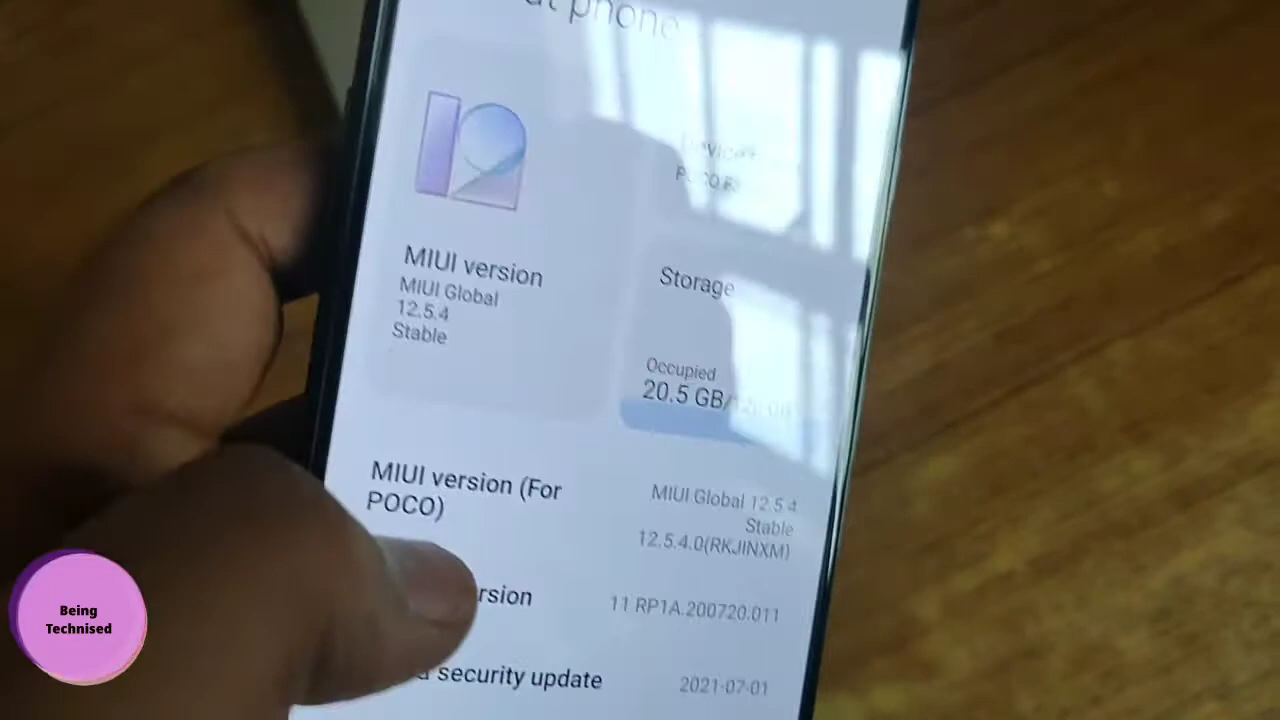 phone
MIUI version
MIUI Global
12.5.4
Stable
Storage
Occupied
20.5 GB/
MIUI version (For
POCO)
MIUI Global 12.5.4
Stable
12.5.4.0(RKJINXM)
rsion
11 RP1A.200720.011
security update
2021-07-01
Being
Technised